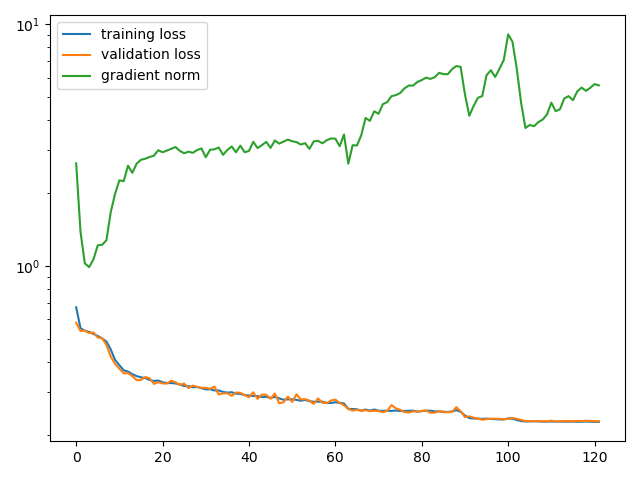 10¹
training loss
validation loss
gradient norm
10⁰
0 20 40 60 80 100 120